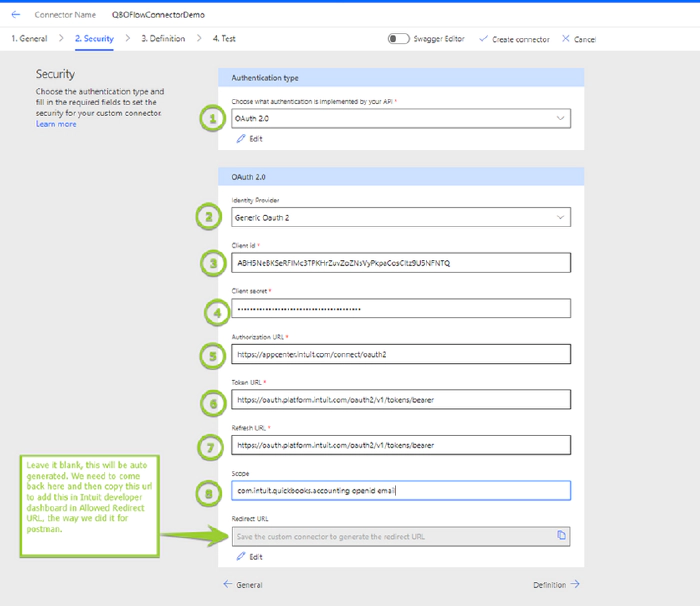 Connector Name QBOFlowConnectorDemo
1. General 2. Security 3. Definition 4. Test Swagger Editor Create connector Cancel
Security
Choose the authentication type and
fill in the required fields to set the
security for your custom connector.
Learn more
Authentication type
Choose what authentication is implemented by your API *
1
OAuth 2.0
Edit
OAuth 2.0
Identity Provider
2
Generic Oauth 2
Client id *
3
Client secret *
4
••••••••••••••••••••••••••••••••••••••••
Authorization URL *
5
https://appcenter.intuit.com/connect/oauth2
Token URL *
6
https://oauth.platform.intuit.com/oauth2/v1/tokens/bearer
Refresh URL *
7
https://oauth.platform.intuit.com/oauth2/v1/tokens/bearer
Scope
8
com.intuit.quickbooks.accounting openid email
Leave it blank, this will be auto
generated. We need to come
back here and then copy this url
to add this in Intuit developer
dashboard in Allowed Redirect
URL, the way we did it for
postman.
Redirect URL
Save the custom connector to generate the redirect URL
Edit
General Definition